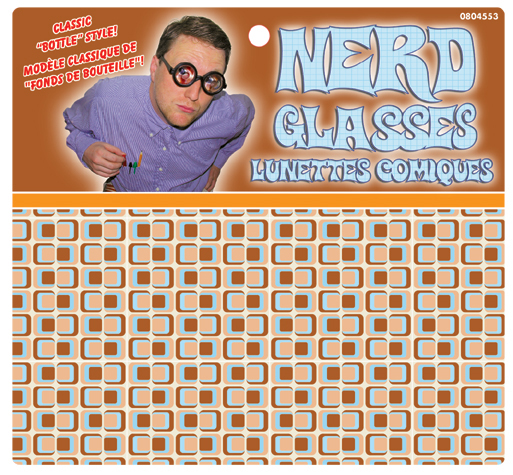 0804553
CLASSIC
"BOTTLE" STYLE!
MODÈLE CLASSIQUE DE
"FONDS DE BOUTEILLE"!
NERD
GLASSES
LUNETTES COMIQUES